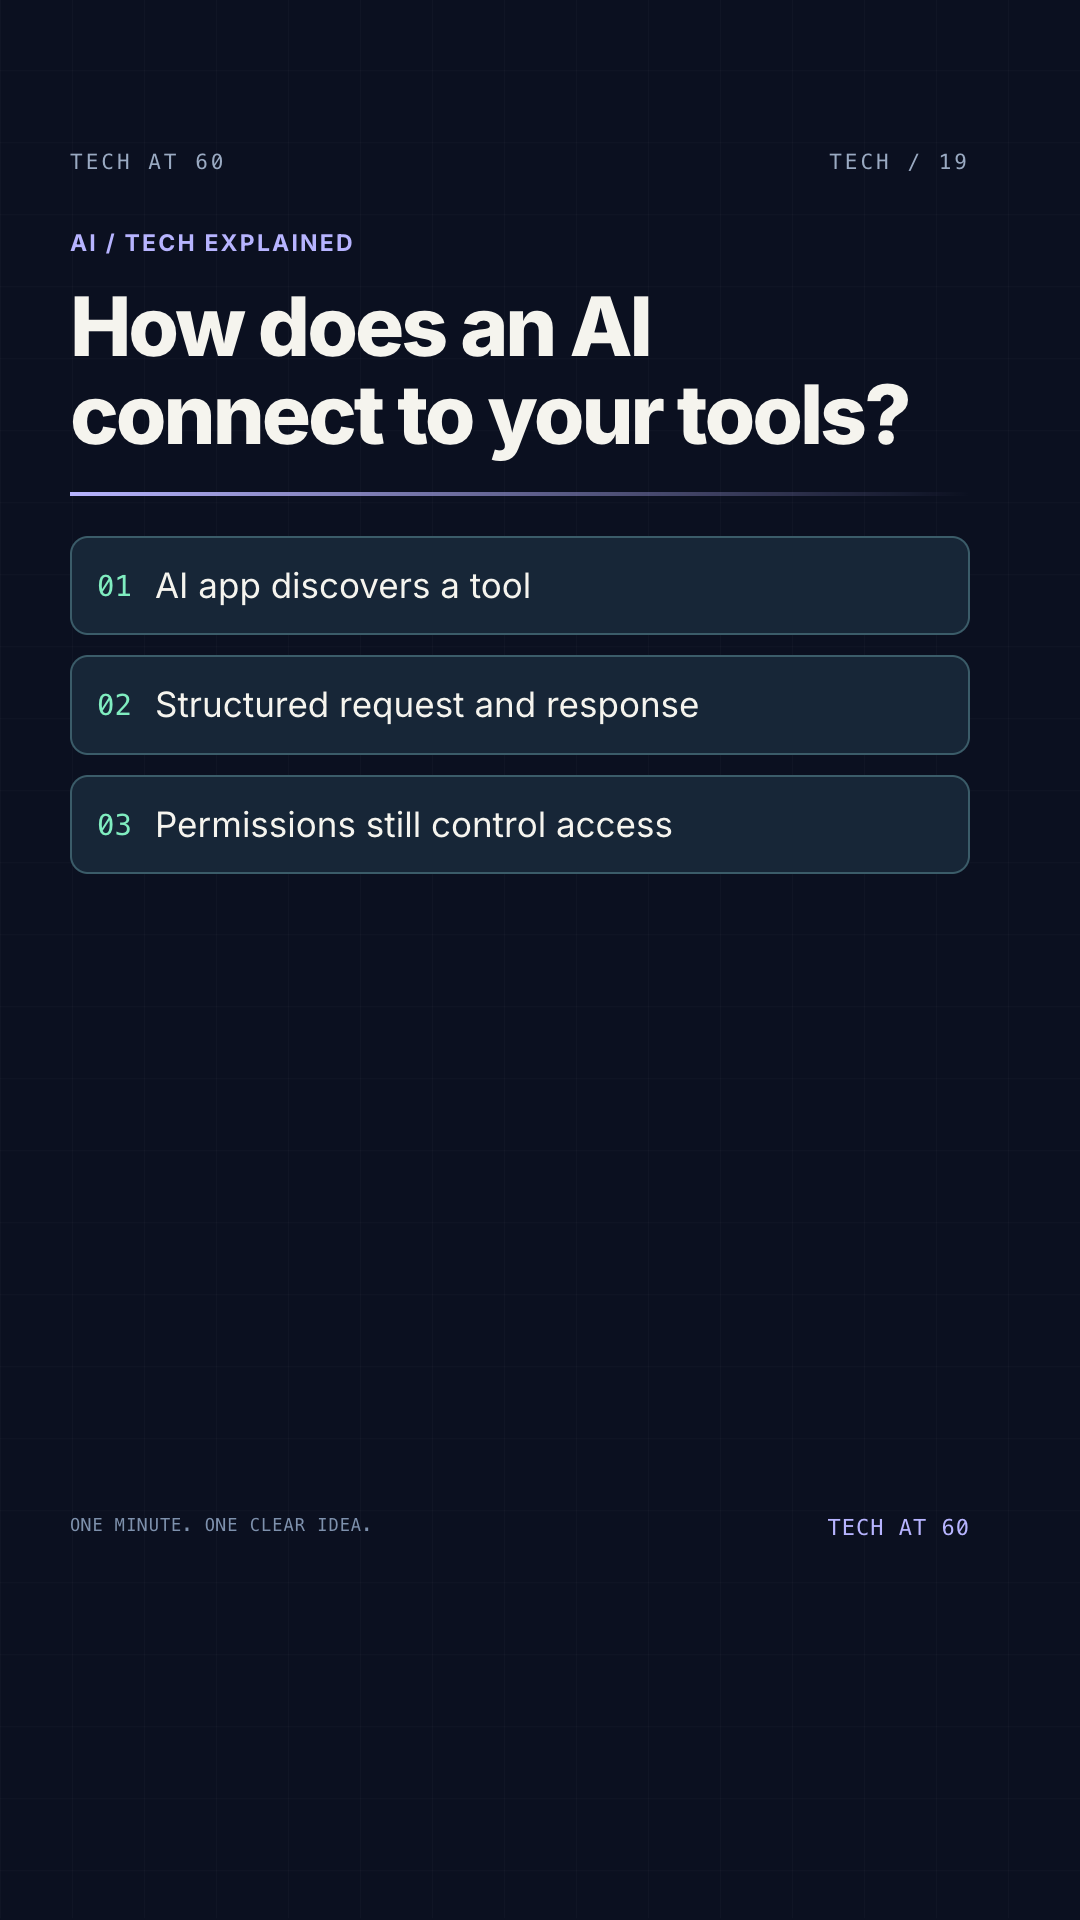 TECH AT 60
TECH / 19
AI / TECH EXPLAINED
How does an AI
connect to your tools?
01 AI app discovers a tool
02 Structured request and response
03 Permissions still control access
ONE MINUTE. ONE CLEAR IDEA.
TECH AT 60